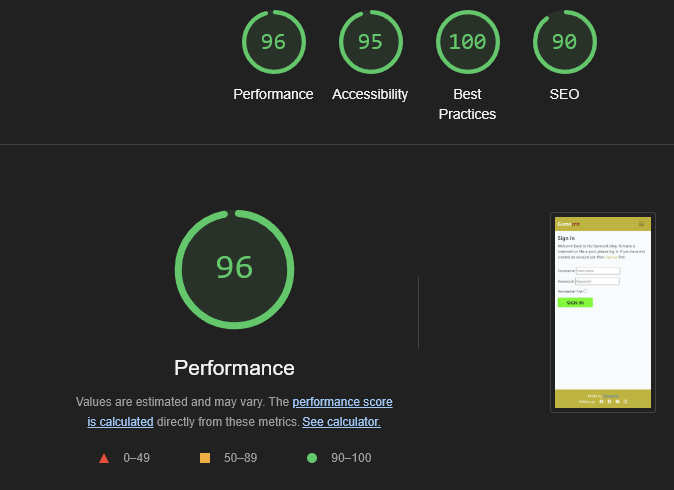 96
95
100
90
Performance
Accessibility
Best
Practices
SEO
96
Performance
Values are estimated and may vary. The performance score
is calculated directly from these metrics. See calculator.
0–49
50–89
90–100
Sign In
Password:
Remember Me:
SIGN IN
Follow us